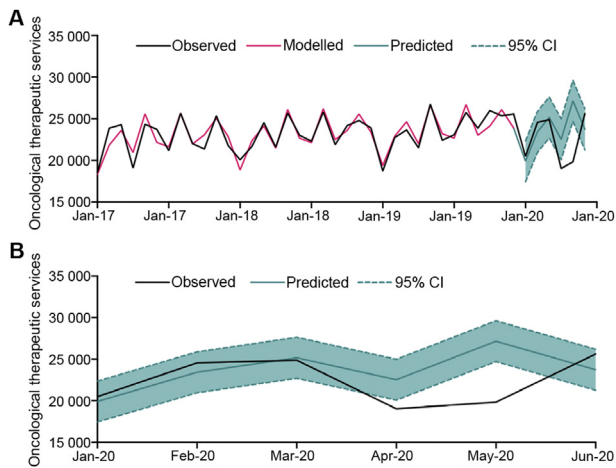 A
Oncological therapeutic services
35 000
30 000
25 000
20 000
15 000
Observed Modelled Predicted 95% CI
Jan-17 Jan-17 Jan-18 Jan-18 Jan-19 Jan-19 Jan-20 Jan-20
B
Oncological therapeutic services
35 000
30 000
25 000
20 000
15 000
Observed Predicted 95% CI
Jan-20 Feb-20 Mar-20 Apr-20 May-20 Jun-20